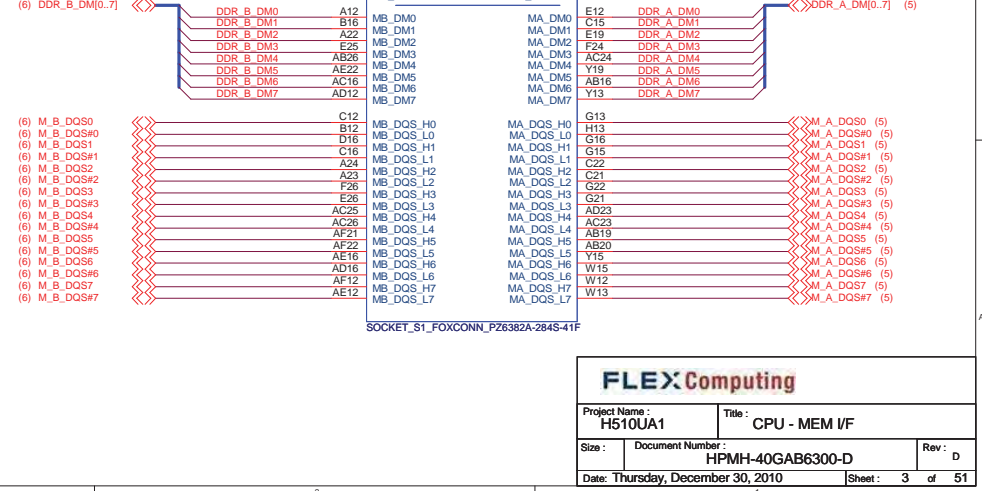 (6) DDR_B_DM[0..7] DDR_A_DM[0..7] (5)
DDR_B_DM0 A12 MB_DM0 MA_DM0 E12 DDR_A_DM0
DDR_B_DM1 B16 MB_DM1 MA_DM1 C15 DDR_A_DM1
DDR_B_DM2 A22 MB_DM2 MA_DM2 E19 DDR_A_DM2
DDR_B_DM3 E25 MB_DM3 MA_DM3 F24 DDR_A_DM3
DDR_B_DM4 AB26 MB_DM4 MA_DM4 AC24 DDR_A_DM4
DDR_B_DM5 AE22 MB_DM5 MA_DM5 Y19 DDR_A_DM5
DDR_B_DM6 AC16 MB_DM6 MA_DM6 AB16 DDR_A_DM6
DDR_B_DM7 AD12 MB_DM7 MA_DM7 Y13 DDR_A_DM7
(6) M_B_DQS0 C12 MB_DQS_H0 MA_DQS_H0 G13 M_A_DQS0 (5)
(6) M_B_DQS#0 B12 MB_DQS_L0 MA_DQS_L0 H13 M_A_DQS#0 (5)
(6) M_B_DQS1 D16 MB_DQS_H1 MA_DQS_H1 G16 M_A_DQS1 (5)
(6) M_B_DQS#1 C16 MB_DQS_L1 MA_DQS_L1 G15 M_A_DQS#1 (5)
(6) M_B_DQS2 A24 MB_DQS_H2 MA_DQS_H2 C22 M_A_DQS2 (5)
(6) M_B_DQS#2 A23 MB_DQS_L2 MA_DQS_L2 C21 M_A_DQS#2 (5)
(6) M_B_DQS3 F26 MB_DQS_H3 MA_DQS_H3 G22 M_A_DQS3 (5)
(6) M_B_DQS#3 E26 MB_DQS_L3 MA_DQS_L3 G21 M_A_DQS#3 (5)
(6) M_B_DQS4 AC25 MB_DQS_H4 MA_DQS_H4 AD23 M_A_DQS4 (5)
(6) M_B_DQS#4 AC26 MB_DQS_L4 MA_DQS_L4 AC23 M_A_DQS#4 (5)
(6) M_B_DQS5 AF21 MB_DQS_H5 MA_DQS_H5 AB19 M_A_DQS5 (5)
(6) M_B_DQS#5 AF22 MB_DQS_L5 MA_DQS_L5 AB20 M_A_DQS#5 (5)
(6) M_B_DQS6 AE16 MB_DQS_H6 MA_DQS_H6 Y15 M_A_DQS6 (5)
(6) M_B_DQS#6 AD16 MB_DQS_L6 MA_DQS_L6 W15 M_A_DQS#6 (5)
(6) M_B_DQS7 AF12 MB_DQS_H7 MA_DQS_H7 W12 M_A_DQS7 (5)
(6) M_B_DQS#7 AE12 MB_DQS_L7 MA_DQS_L7 W13 M_A_DQS#7 (5)
SOCKET_S1_FOXCONN_PZ6382A-284S-41F
FLEX Computing
Project Name : Title :
H510UA1 CPU - MEM I/F
Size : Document Number : Rev :
HPMH-40GAB6300-D D
Date: Thursday, December 30, 2010 Sheet : 3 of 51